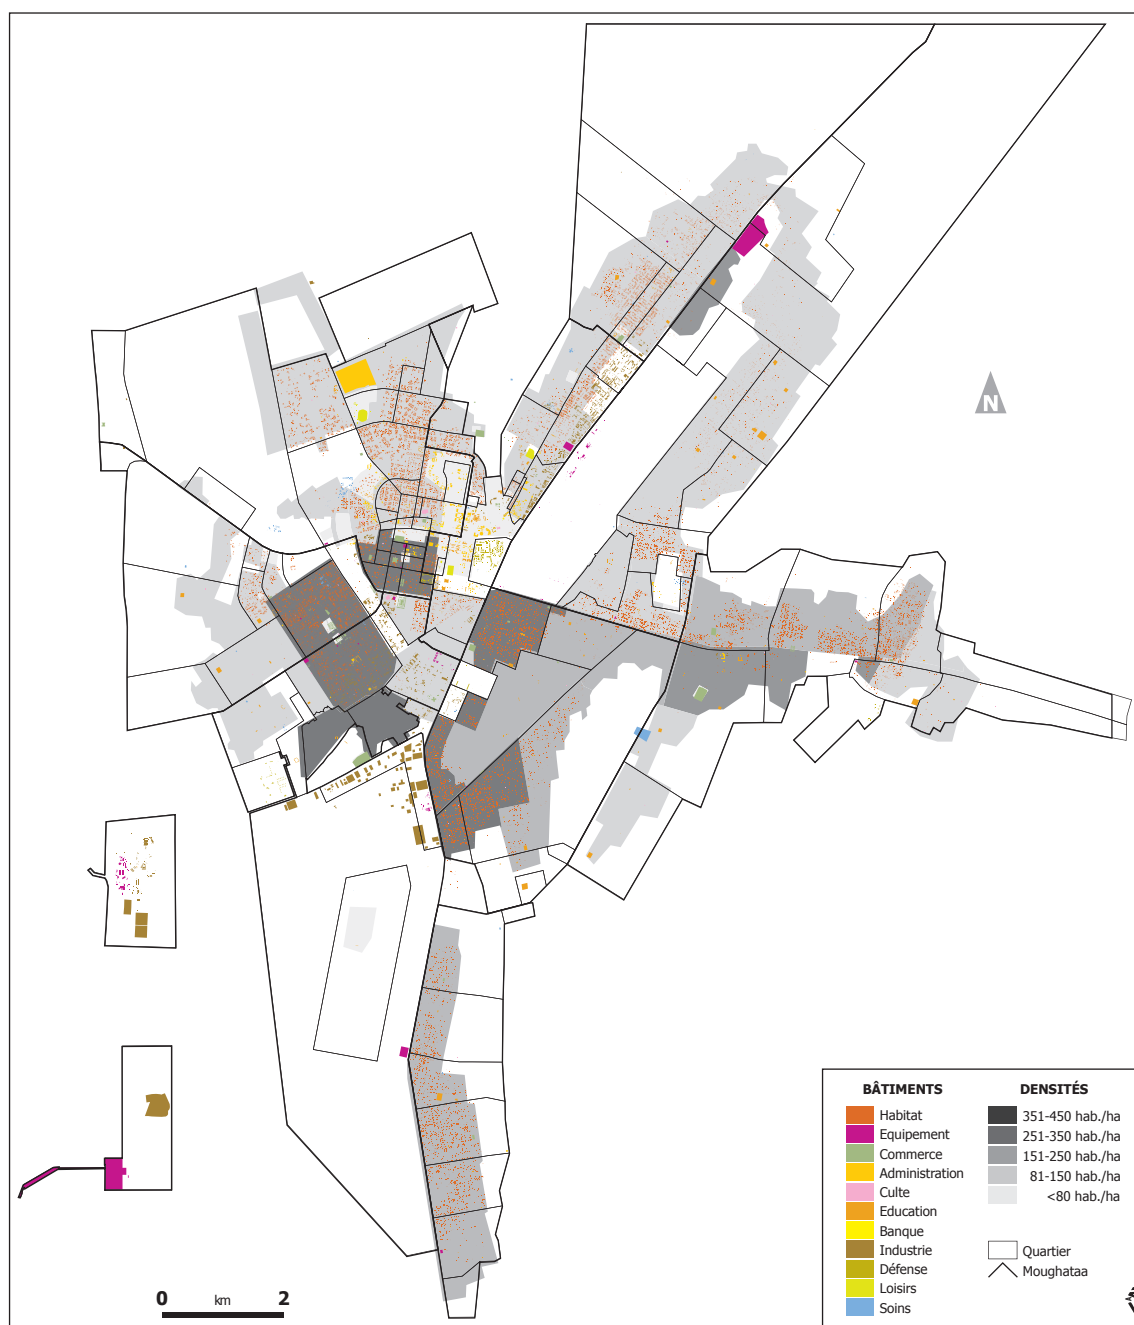 N
BÂTIMENTS
Habitat
Equipement
Commerce
Administration
Culte
Education
Banque
Industrie
Défense
Loisirs
Soins
DENSITÉS
351-450 hab./ha
251-350 hab./ha
151-250 hab./ha
81-150 hab./ha
<80 hab./ha
Quartier
Moughataa
0 km 2